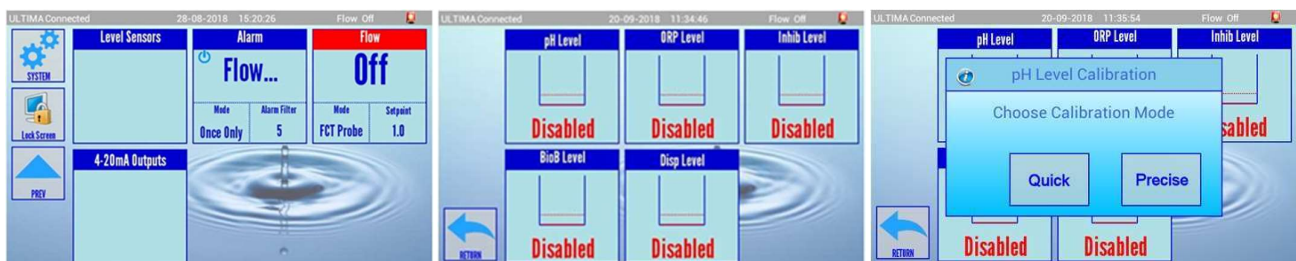 ULTIMA Connected 28-08-2018 15:20:26 Flow Off
SYSTEM
Lock Screen
PREV
Level Sensors
Alarm
Flow...
Mode Alarm Filter
Once Only 5
Flow
Off
Mode Setpoint
FCT Probe 1.0
4-20mA Outputs
ULTIMA Connected 20-09-2018 11:34:46 Flow Off
pH Level ORP Level Inhib Level
Disabled Disabled Disabled
BioB Level Disp Level
Disabled Disabled
RETURN
ULTIMA Connected 20-09-2018 11:35:54 Flow Off
pH Level ORP Level Inhib Level
pH Level Calibration
Choose Calibration Mode
Quick Precise
sabled
Disabled Disabled
RETURN